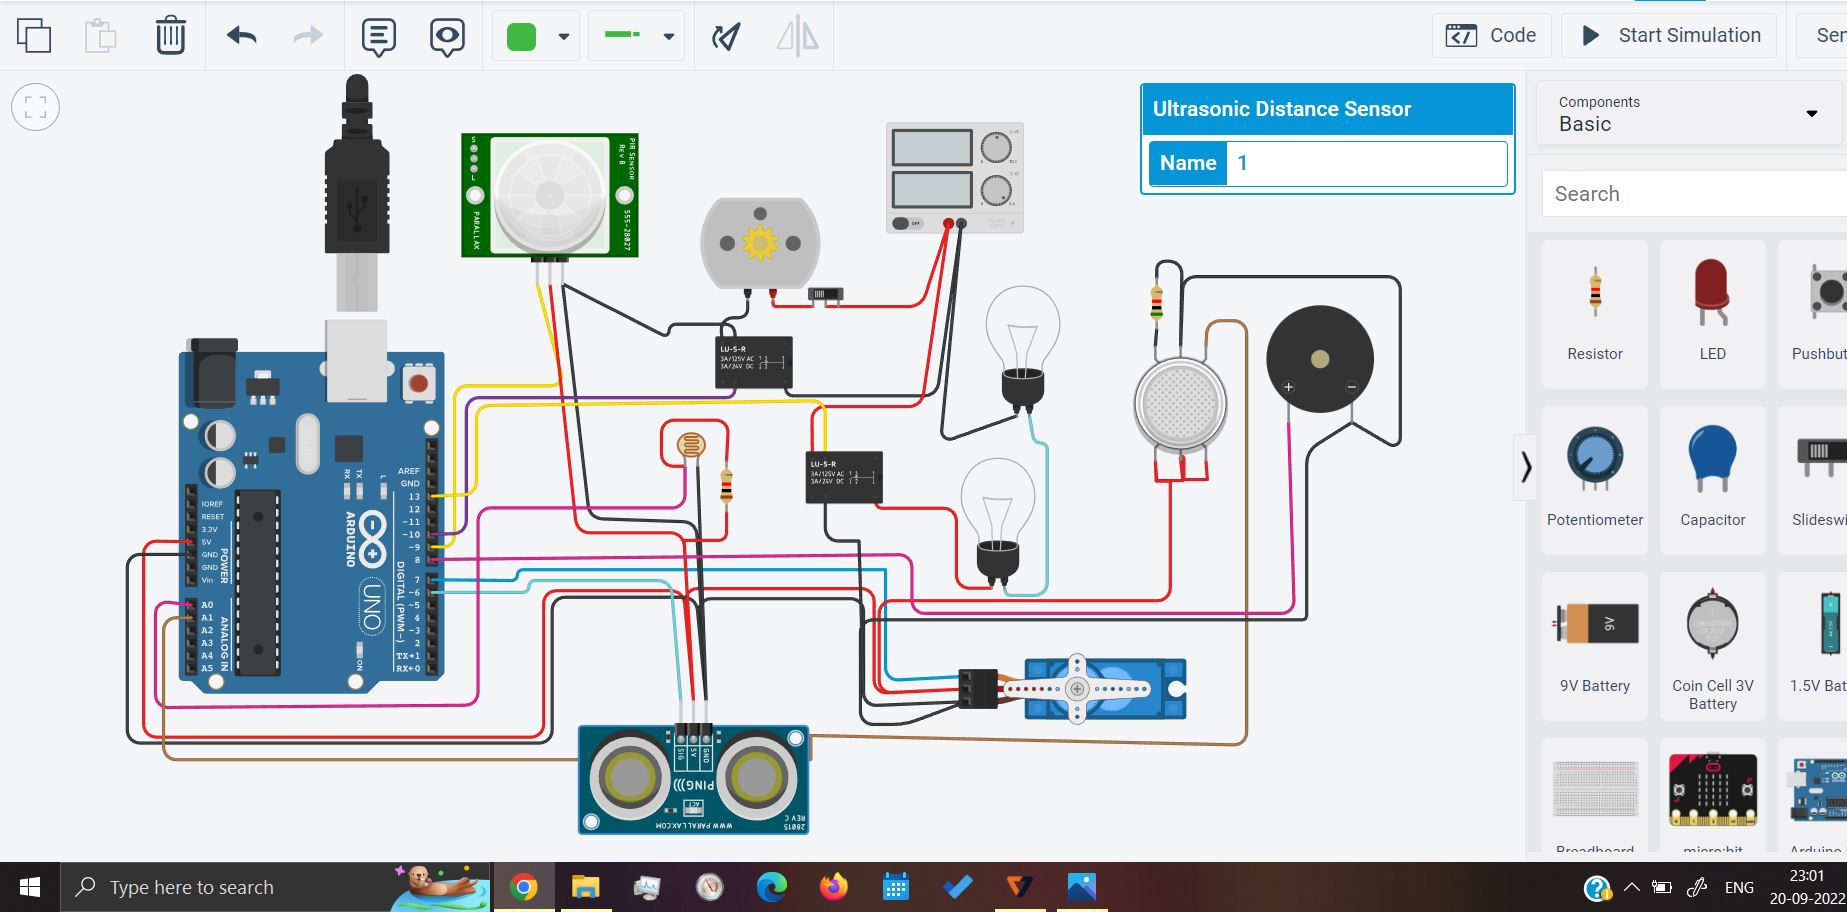 Code
Start Simulation
Sen
Ultrasonic Distance Sensor
Name
1
Components
Basic
Search
Resistor
LED
Pushbut
Potentiometer
Capacitor
Slideswi
9V
9V Battery
Coin Cell 3V
Battery
1.5V Bat
Breadboard
micro:bit
Arduino
S
L
PIR SENSOR
REV B
PARALLAX
555-28027
OFF
LU-5-R
3A/125V AC
3A/24V DC
LU-5-R
3A/125V AC
3A/24V DC
AREF
GND
13
12
~11
~10
~9
8
7
~6
~5
4
~3
2
TX→1
RX←0
DIGITAL (PWM~)
IOREF
RESET
3.3V
5V
GND
GND
Vin
POWER
A0
A1
A2
A3
A4
A5
ANALOG IN
RX
TX
L
ARDUINO
UNO
ON
SIG
5V
GND
PING)))
ACT
WWW.PARALLAX.COM
28015
REV C
Type here to search
ENG
23:01
20-09-2022